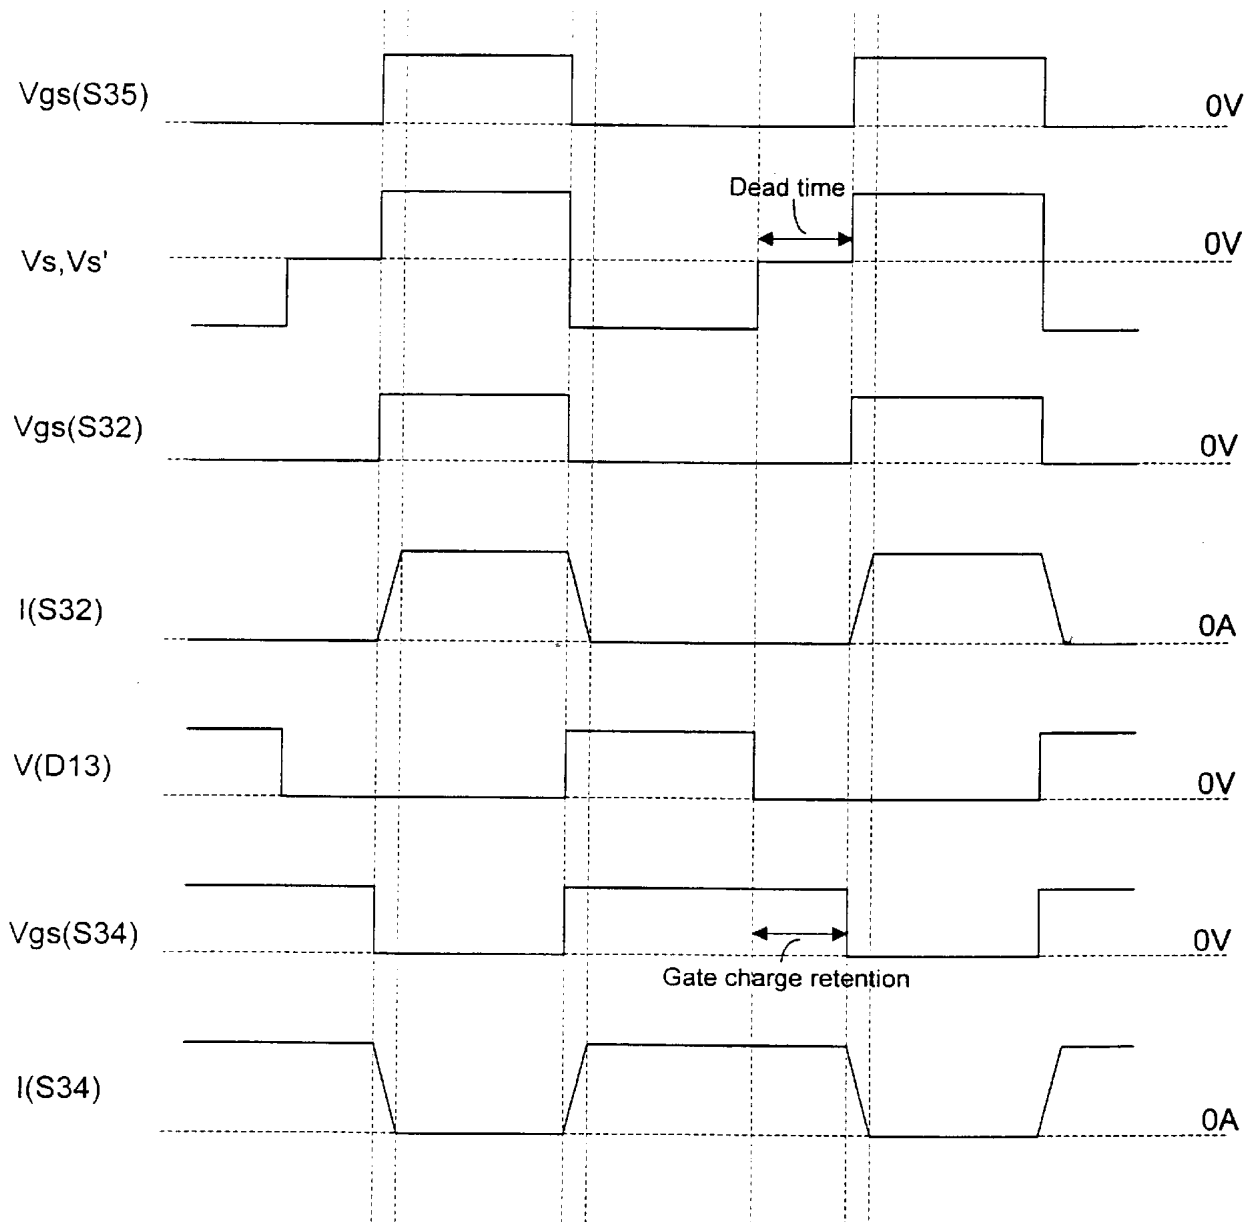 Vgs(S35)
0V
Dead time
Vs,Vs'
0V
Vgs(S32)
0V
I(S32)
0A
V(D13)
0V
Vgs(S34)
0V
Gate charge retention
I(S34)
0A